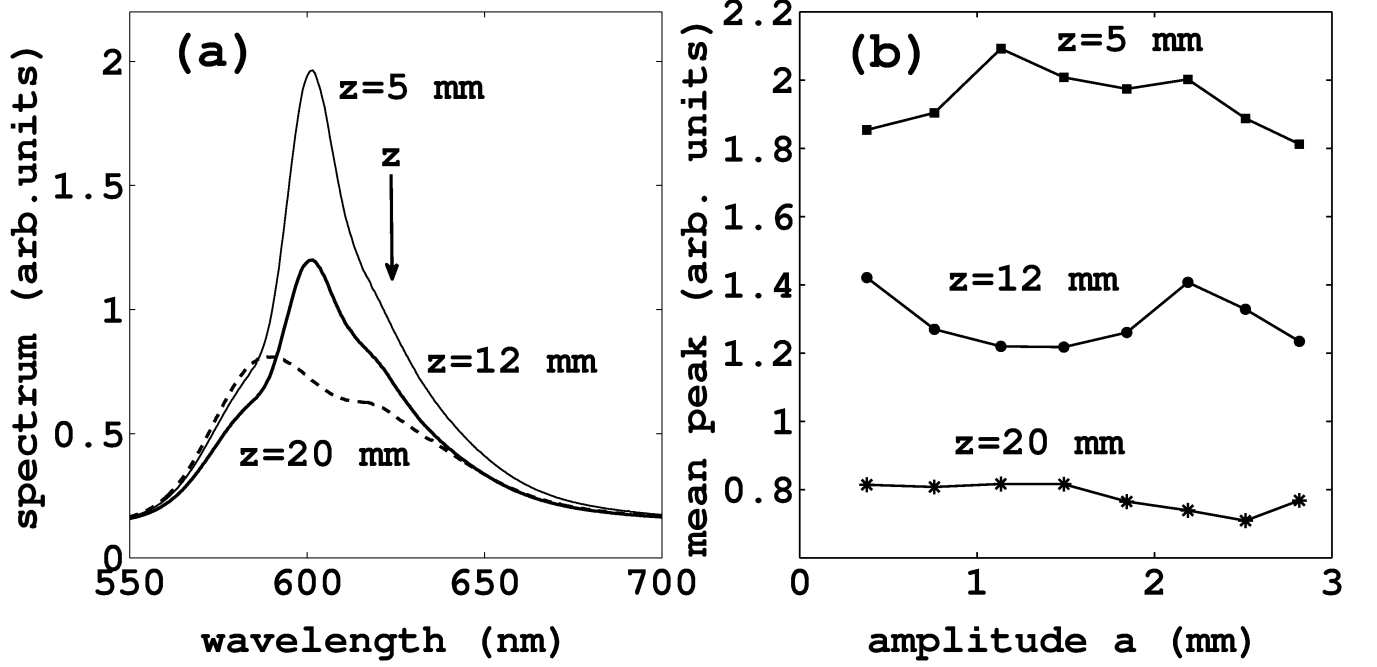 (a)
spectrum (arb.units)
2
1.5
1
0.5
0
z=5 mm
z
z=12 mm
z=20 mm
550
600
650
700
wavelength (nm)
(b)
mean peak (arb. units)
2.2
2
1.8
1.6
1.4
1.2
1
0.8
z=5 mm
z=12 mm
z=20 mm
0
1
2
3
amplitude a (mm)